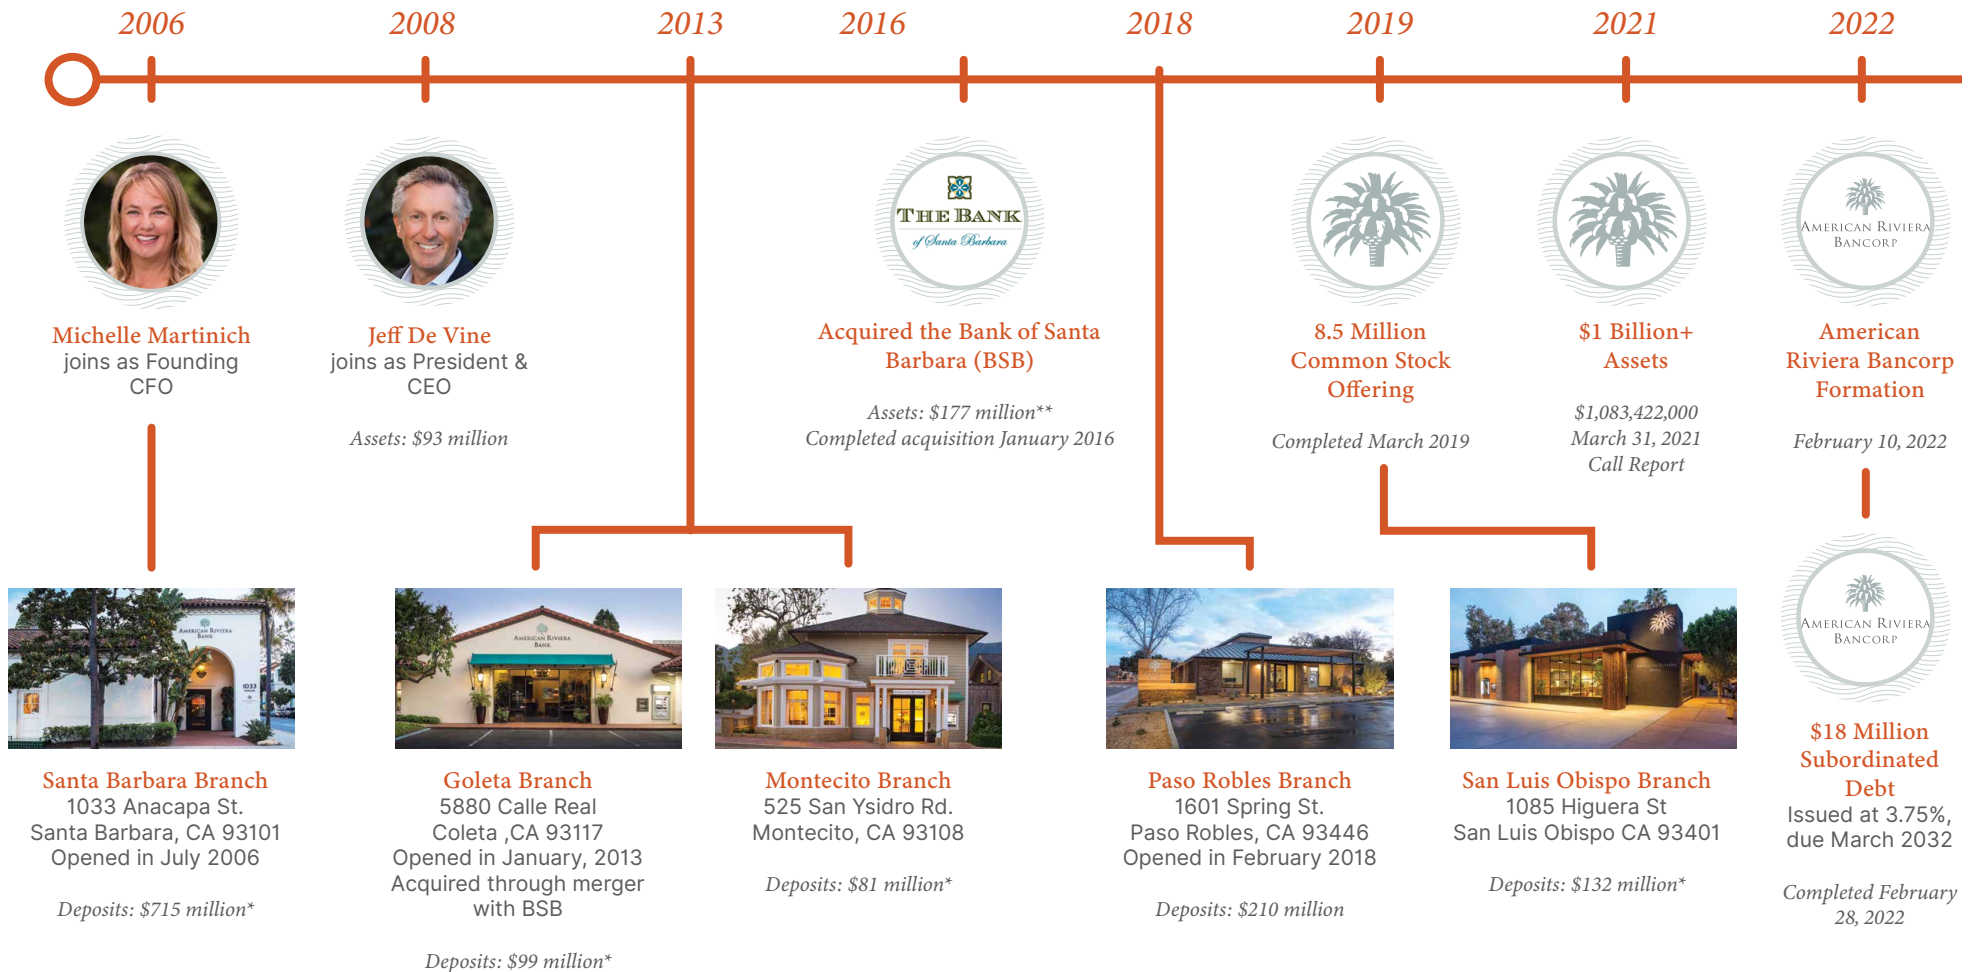 2006
2008
2013
2016
2018
2019
2021
2022
Michelle Martinich
joins as Founding
CFO
Jeff De Vine
joins as President &
CEO
Assets: $93 million
THE BANK
of Santa Barbara
Acquired the Bank of Santa
Barbara (BSB)
Assets: $177 million**
Completed acquisition January 2016
8.5 Million
Common Stock
Offering
Completed March 2019
$1 Billion+
Assets
$1,083,422,000
March 31, 2021
Call Report
AMERICAN RIVIERA
BANCORP
American
Riviera Bancorp
Formation
February 10, 2022
AMERICAN RIVIERA
BANK
1033
Santa Barbara Branch
1033 Anacapa St.
Santa Barbara, CA 93101
Opened in July 2006
Deposits: $715 million*
AMERICAN RIVIERA
BANK
Goleta Branch
5880 Calle Real
Coleta ,CA 93117
Opened in January, 2013
Acquired through merger
with BSB
Deposits: $99 million*
Montecito Branch
525 San Ysidro Rd.
Montecito, CA 93108
Deposits: $81 million*
Paso Robles Branch
1601 Spring St.
Paso Robles, CA 93446
Opened in February 2018
Deposits: $210 million
San Luis Obispo Branch
1085 Higuera St
San Luis Obispo CA 93401
Deposits: $132 million*
AMERICAN RIVIERA
BANCORP
$18 Million
Subordinated
Debt
Issued at 3.75%,
due March 2032
Completed February
28, 2022